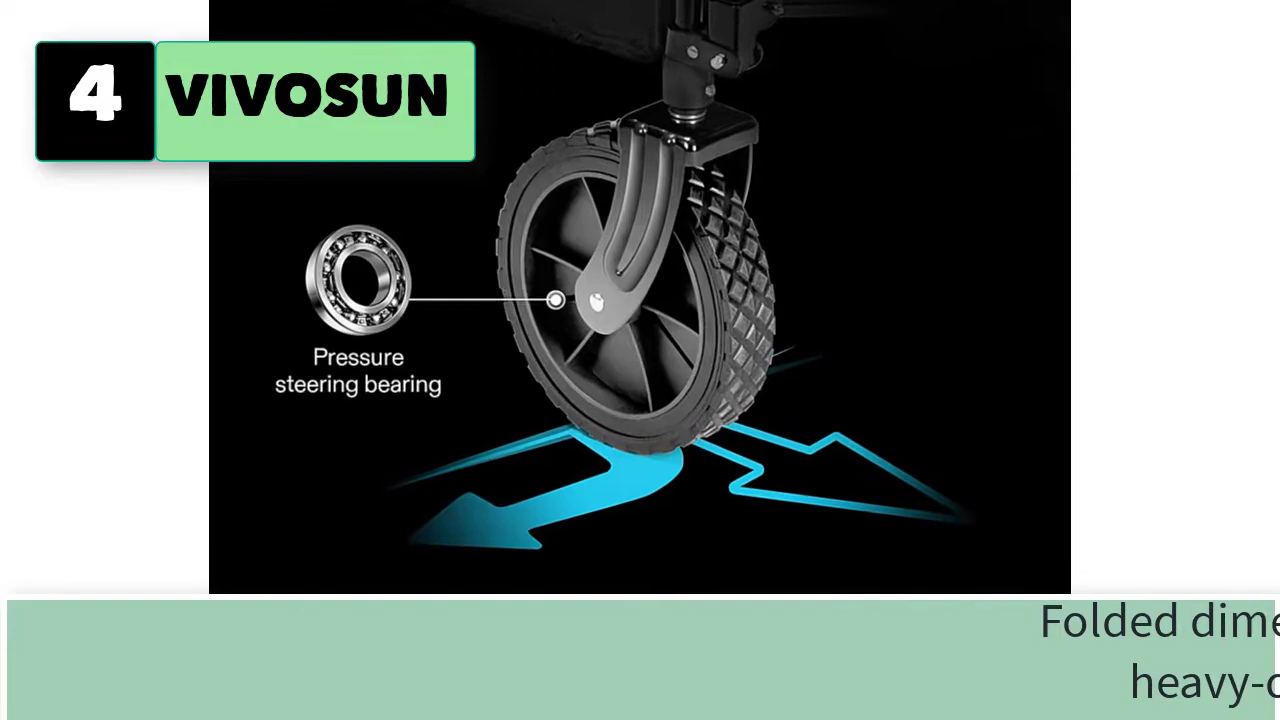 4 VIVOSUN
Pressure
steering bearing
Folded dime
heavy-